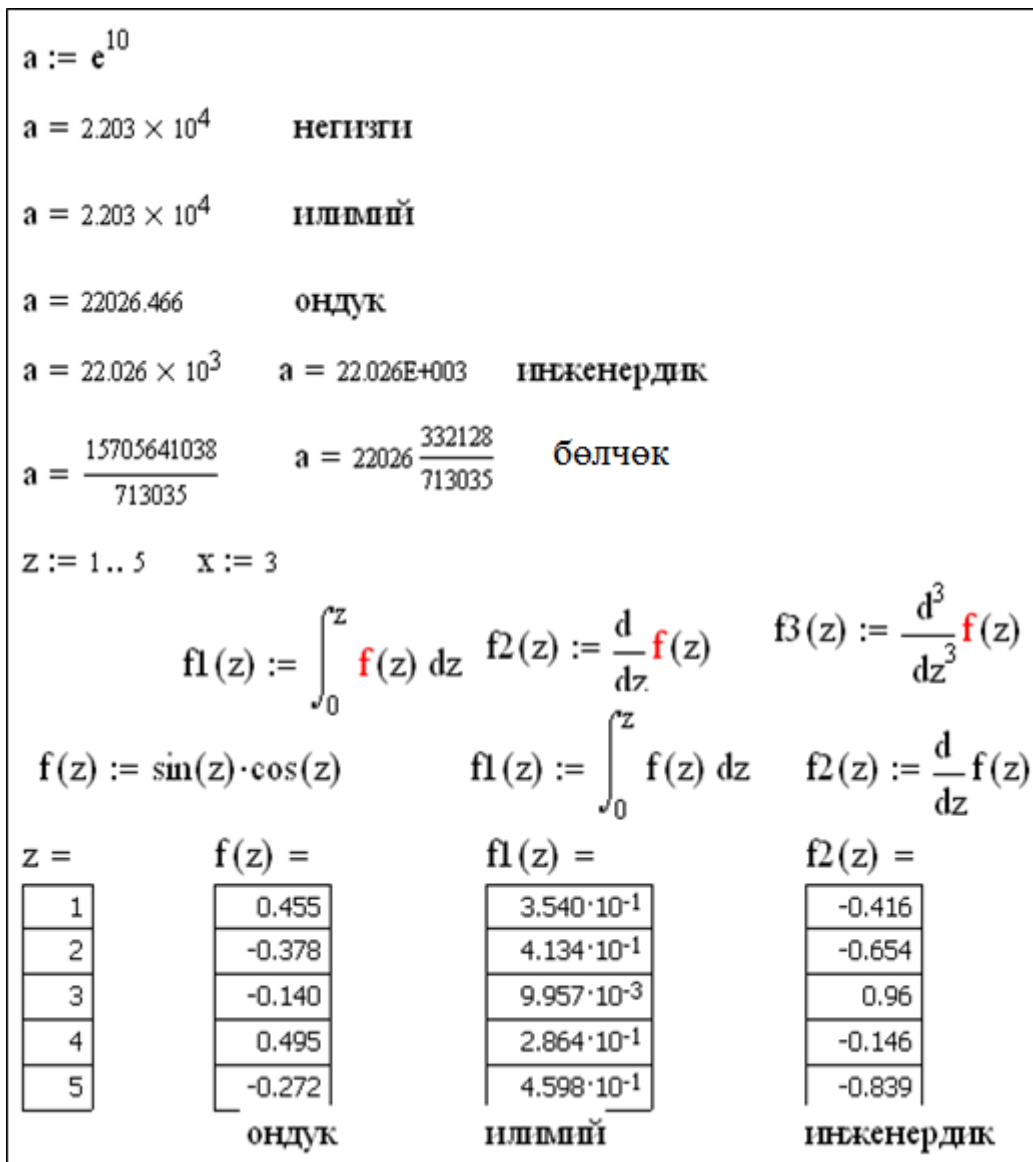 a := e^10
a = 2.203 × 10^4 негизги
a = 2.203 × 10^4 илимий
a = 22026.466 ондук
a = 22.026 × 10^3 a = 22.026E+003 инженердик
a = 15705641038/713035 a = 22026 332128/713035 бөлчөк
z := 1 .. 5 x := 3
f1(z) := ∫_0^z f(z) dz f2(z) := d/dz f(z) f3(z) := d^3/dz^3 f(z)
f(z) := sin(z)·cos(z) f1(z) := ∫_0^z f(z) dz f2(z) := d/dz f(z)
z = f(z) = f1(z) = f2(z) =
1 0.455 3.540·10^-1 -0.416
2 -0.378 4.134·10^-1 -0.654
3 -0.140 9.957·10^-3 0.96
4 0.495 2.864·10^-1 -0.146
5 -0.272 4.598·10^-1 -0.839
ондук илимий инженердик